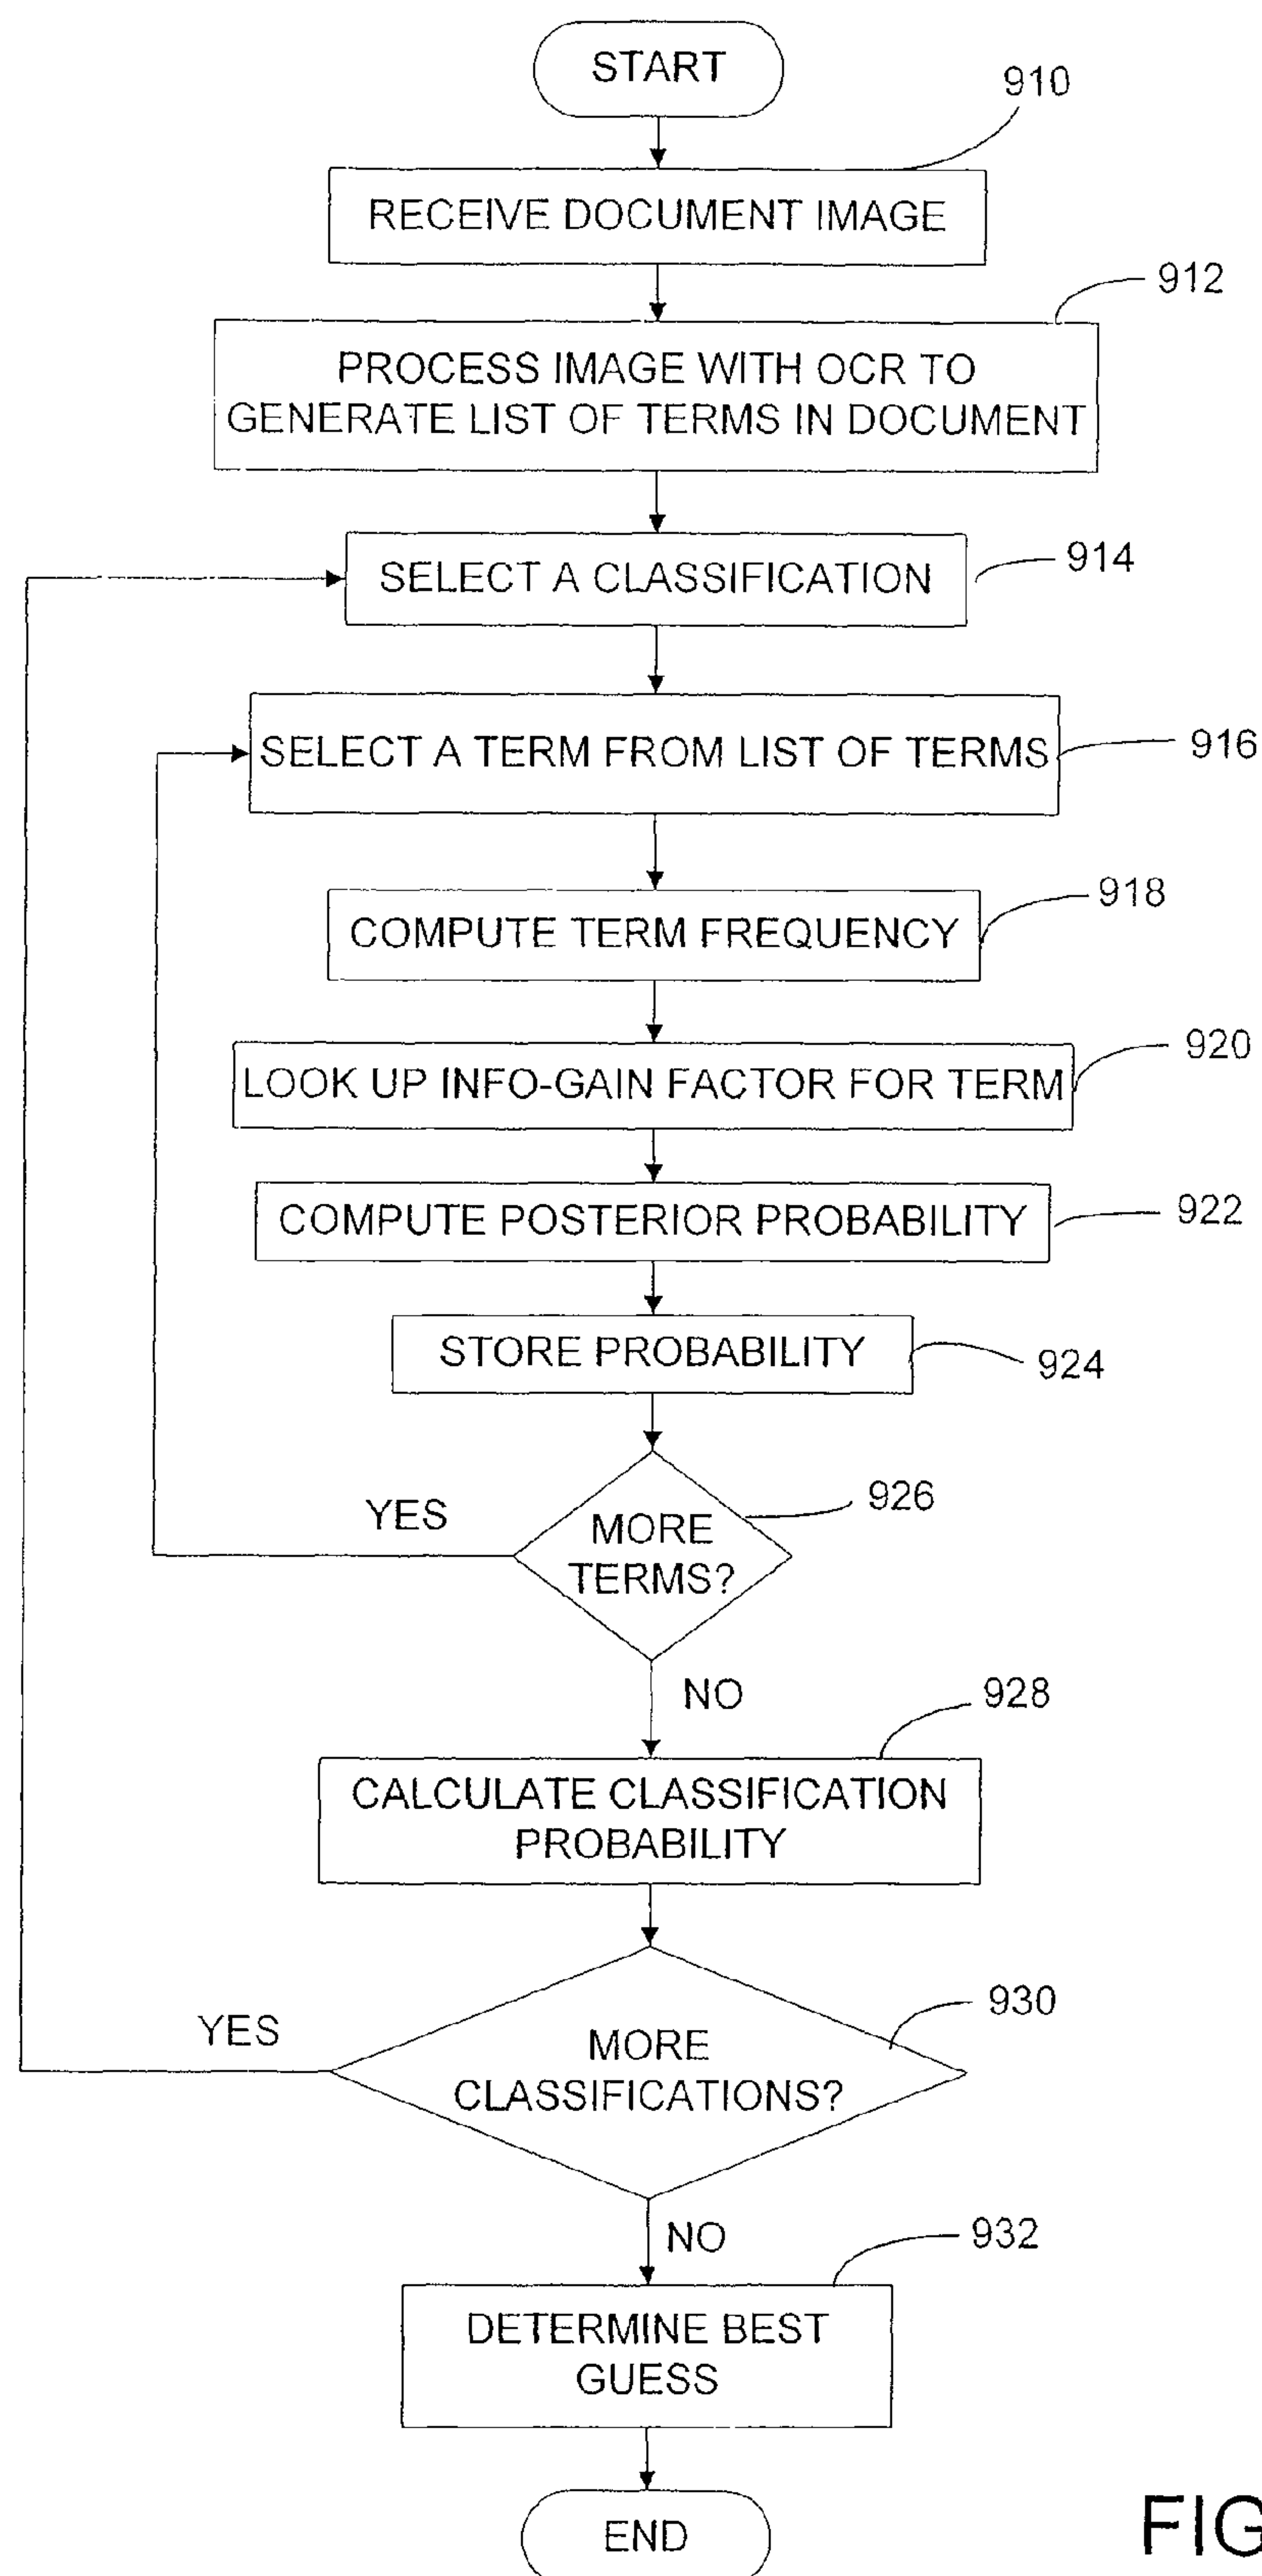 START
910
RECEIVE DOCUMENT IMAGE
912
PROCESS IMAGE WITH OCR TO
GENERATE LIST OF TERMS IN DOCUMENT
914
SELECT A CLASSIFICATION
916
SELECT A TERM FROM LIST OF TERMS
918
COMPUTE TERM FREQUENCY
920
LOOK UP INFO-GAIN FACTOR FOR TERM
922
COMPUTE POSTERIOR PROBABILITY
STORE PROBABILITY
924
926
YES
MORE
TERMS?
NO
928
CALCULATE CLASSIFICATION
PROBABILITY
930
YES
MORE
CLASSIFICATIONS?
NO
932
DETERMINE BEST
GUESS
END
FIG